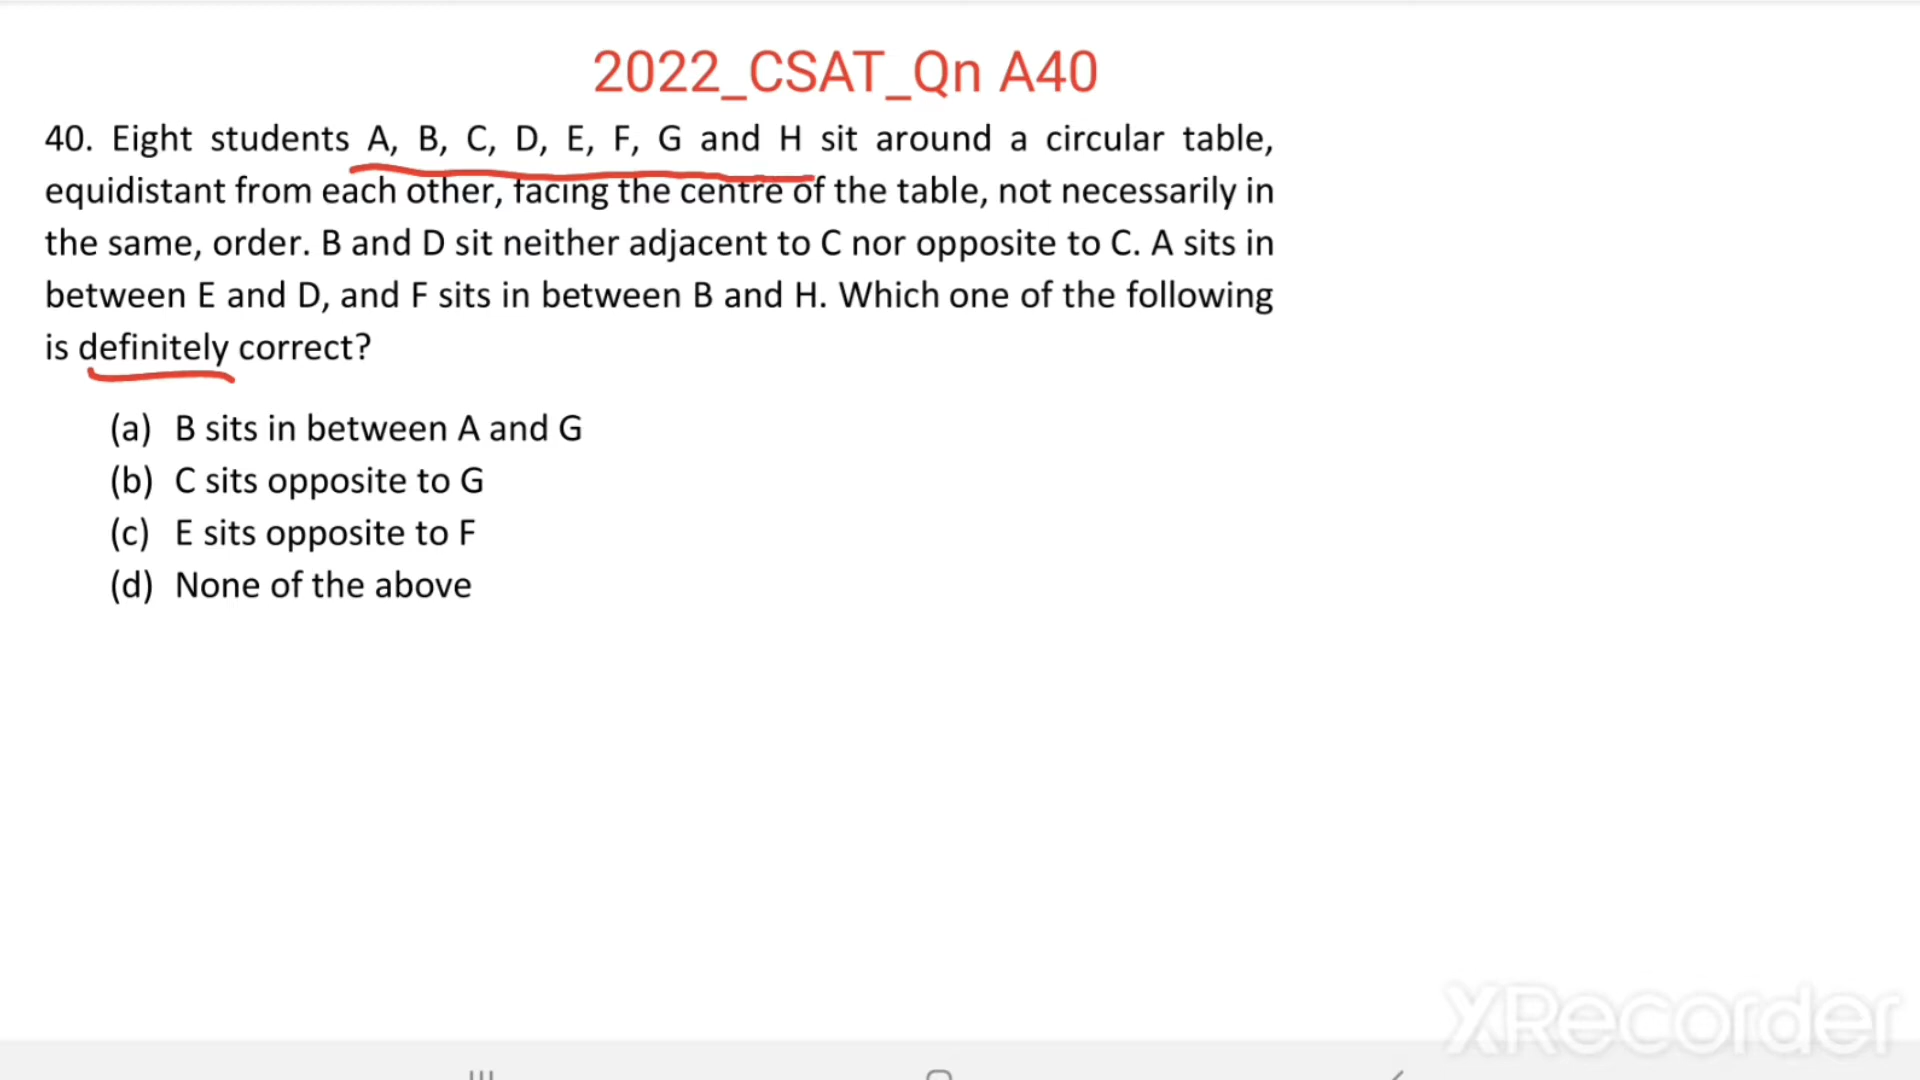 2022_CSAT_Qn A40
40. Eight students A, B, C, D, E, F, G and H sit around a circular table,
equidistant from each other, facing the centre of the table, not necessarily in
the same, order. B and D sit neither adjacent to C nor opposite to C. A sits in
between E and D, and F sits in between B and H. Which one of the following
is definitely correct?
(a) B sits in between A and G
(b) C sits opposite to G
(c) E sits opposite to F
(d) None of the above
XRecorder